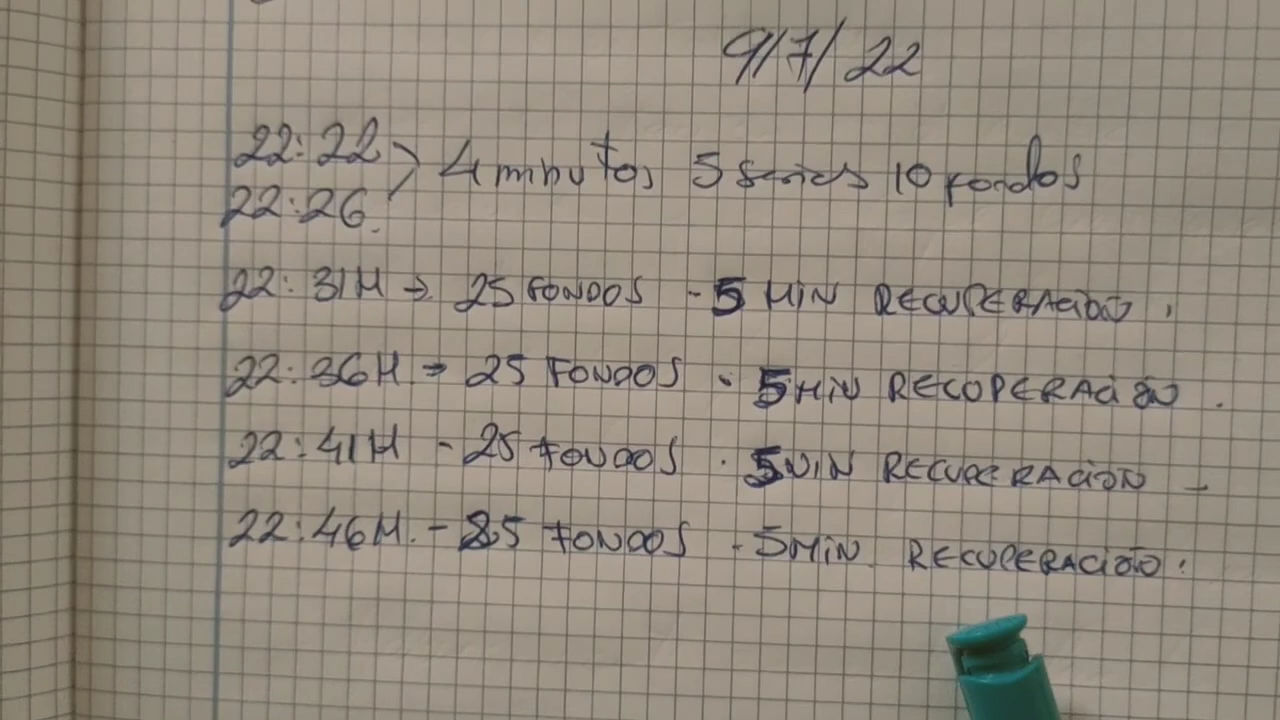 9/7/22
22:22 > 4 minutos 5 series 10 fondos
22:26.
22:31H → 25 FONDOS - 5 MIN RECUPERACIÓN.
22:36H. → 25 FONDOS · 5 MIN RECUPERACIÓN.
22:41H - 25 FONDOS · 5 MIN RECUPERACIÓN -
22:46H. - 25 FONDOS - 5 MIN. RECUPERACIÓN.